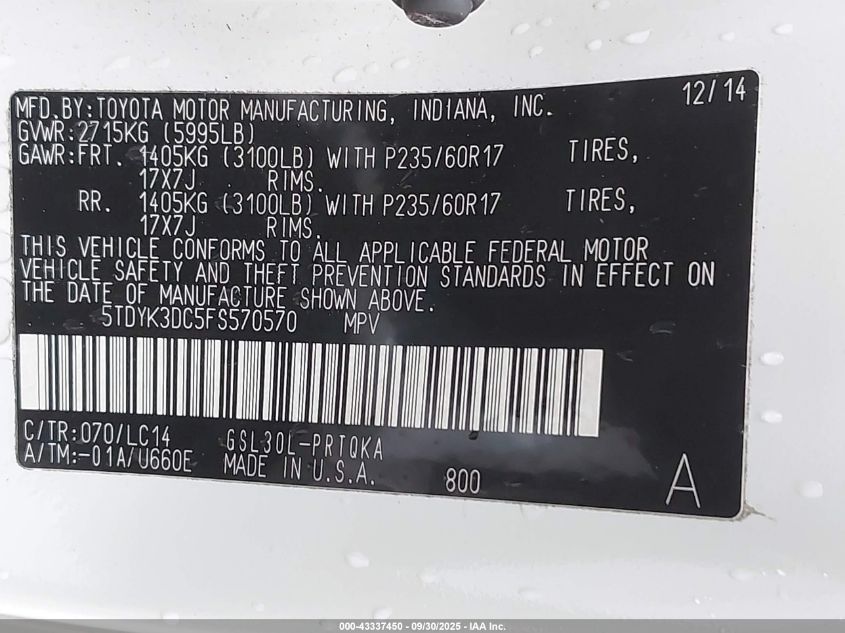 12/14
MFD.BY:TOYOTA MOTOR MANUFACTURING, INDIANA, INC.
GVWR:2715KG (5995LB)
GAWR:FRT. 1405KG (3100LB) WITH P235/60R17 TIRES,
17X7J RIMS.
RR. 1405KG (3100LB) WITH P235/60R17 TIRES,
17X7J RIMS.
THIS VEHICLE CONFORMS TO ALL APPLICABLE FEDERAL MOTOR
VEHICLE SAFETY AND THEFT PREVENTION STANDARDS IN EFFECT ON
THE DATE OF MANUFACTURE SHOWN ABOVE.
5TDYK3DC5FS570570 MPV
C/TR:070/LC14 GSL30L-PRTQKA
A/TM:-01A/U660E MADE IN U.S.A. 800 A
000-43337450 - 09/30/2025 - IAA Inc.